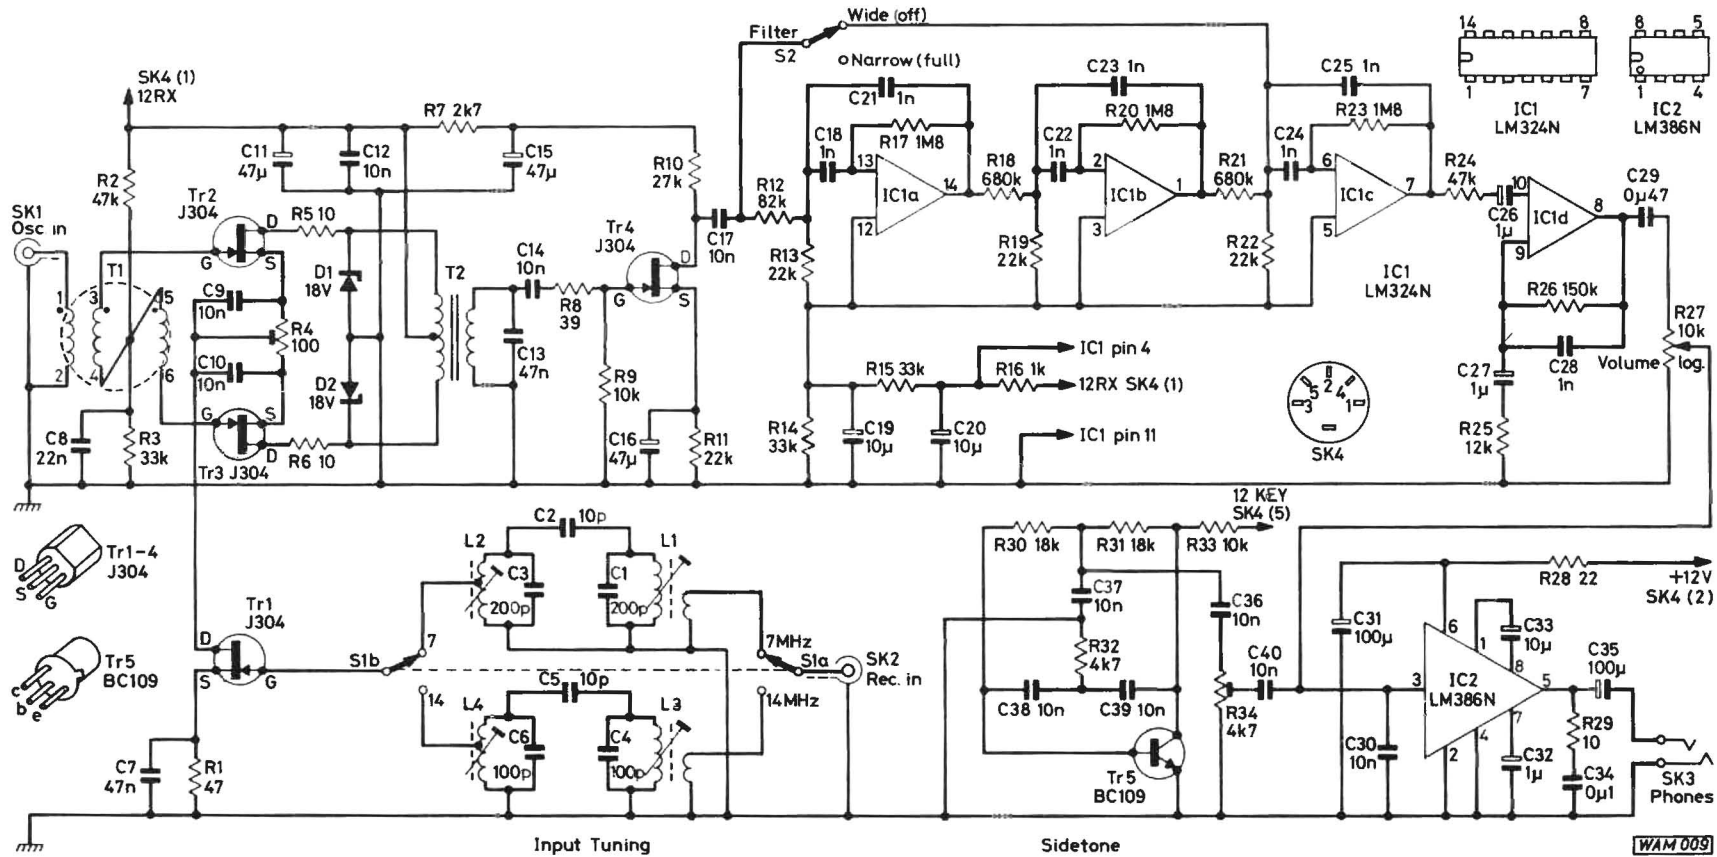 Wide (off)
Filter
S2
Narrow (full)
14
8
1
7
IC1
LM324N
8
5
1
4
IC2
LM386N
SK4 (1)
12RX
R7 2k7
C11
47µ
C12
10n
C15
47µ
R2
47k
Tr2
J304
D
G
S
R5 10
SK1
Osc in
T1
1
2
3
4
5
6
C9
10n
R4
100
C10
10n
D1
18V
D2
18V
T2
C14
10n
R8
39
C13
47n
R9
10k
Tr4
J304
D
G
S
R10
27k
C17
10n
R12
82k
C16
47µ
R11
22k
C8
22n
R3
33k
G
S
D
Tr3 J304
R6 10
C21
1n
C18
1n
R17 1M8
13
12
14
IC1a
R13
22k
R18
680k
C23 1n
C22
1n
R20 1M8
2
3
1
IC1b
R19
22k
R21
680k
C25 1n
C24
1n
R23 1M8
6
5
7
IC1c
R22
22k
IC1
LM324N
R24
47k
C26
1µ
10
9
8
IC1d
C29
0µ47
R26 150k
C28
1n
C27
1µ
R25
12k
R27
10k
Volume
log.
IC1 pin 4
R15 33k
R16 1k
12RX SK4 (1)
R14
33k
C19
10µ
C20
10µ
IC1 pin 11
2
5
4
3
1
SK4
D
S
G
Tr1-4
J304
c
b
e
Tr5
BC109
Tr1
J304
D
S
G
C7
47n
R1
47
S1b
7
14
L2
C2
10p
L1
C3
200p
C1
200p
7MHz
S1a
SK2
Rec. in
14MHz
L4
C5
10p
L3
C6
100p
C4
100p
Input Tuning
12 KEY
SK4 (5)
R30 18k
R31 18k
R33 10k
C37
10n
C36
10n
R32
4k7
C38 10n
C39 10n
R34
4k7
C40
10n
Tr5
BC109
Sidetone
R28 22
+12V
SK4 (2)
C31
100µ
6
1
C33
10µ
8
3
IC2
LM386N
5
7
4
2
C35
100µ
C30
10n
C32
1µ
R29
10
C34
0µ1
SK3
Phones
WAM 009